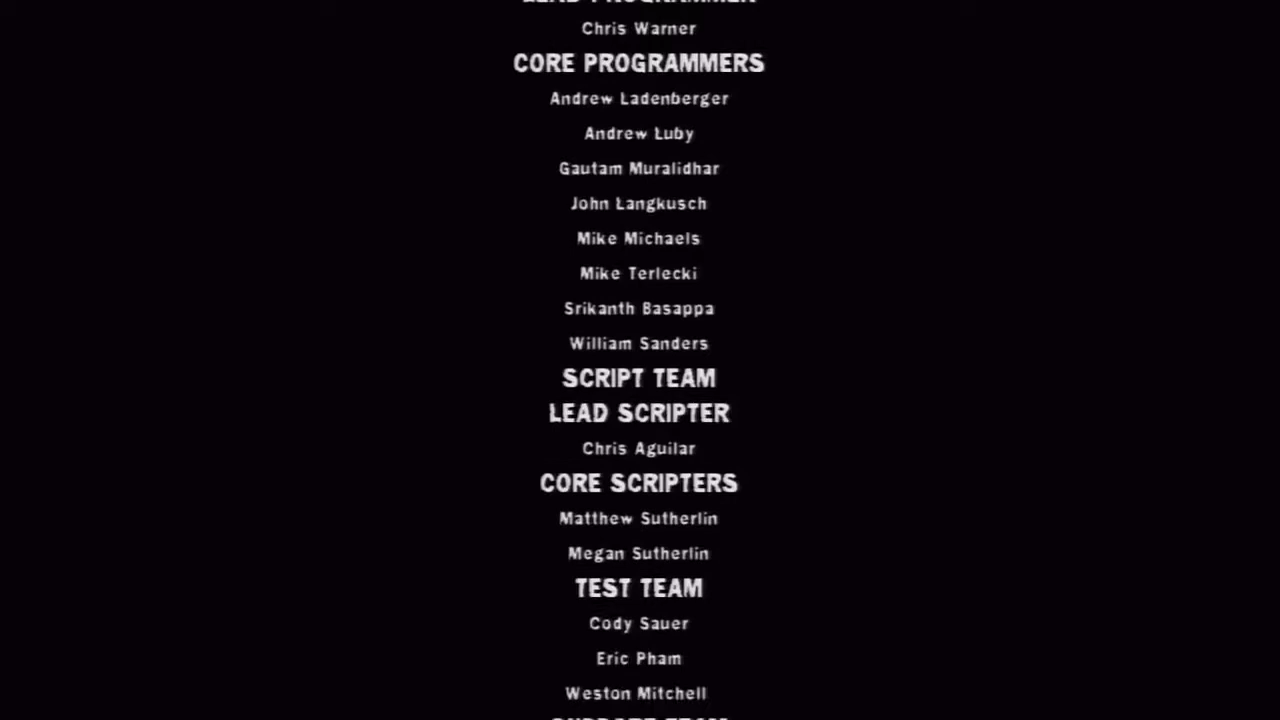 LEAD PROGRAMMER
Chris Warner
CORE PROGRAMMERS
Andrew Ladenberger
Andrew Luby
Gautam Muralidhar
John Langkusch
Mike Michaels
Mike Terlecki
Srikanth Basappa
William Sanders
SCRIPT TEAM
LEAD SCRIPTER
Chris Aguilar
CORE SCRIPTERS
Matthew Sutherlin
Megan Sutherlin
TEST TEAM
Cody Sauer
Eric Pham
Weston Mitchell